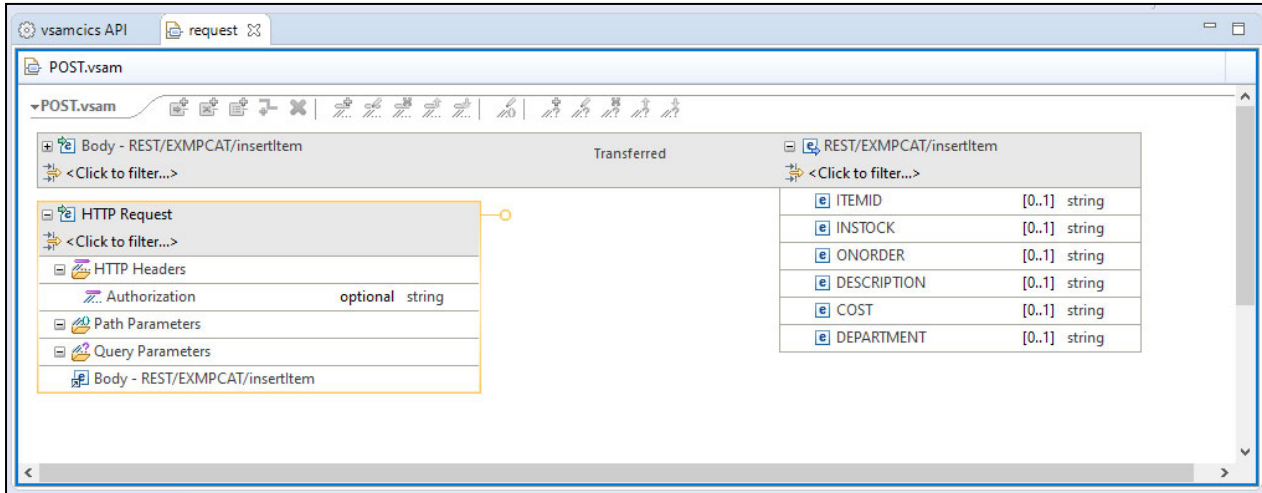 vsamcics API request
POST.vsam
POST.vsam
Body - REST/EXMPCAT/insertItem
<Click to filter...>
Transferred
REST/EXMPCAT/insertItem
<Click to filter...>
HTTP Request
<Click to filter...>
HTTP Headers
Authorization optional string
Path Parameters
Query Parameters
Body - REST/EXMPCAT/insertItem
ITEMID [0..1] string
INSTOCK [0..1] string
ONORDER [0..1] string
DESCRIPTION [0..1] string
COST [0..1] string
DEPARTMENT [0..1] string